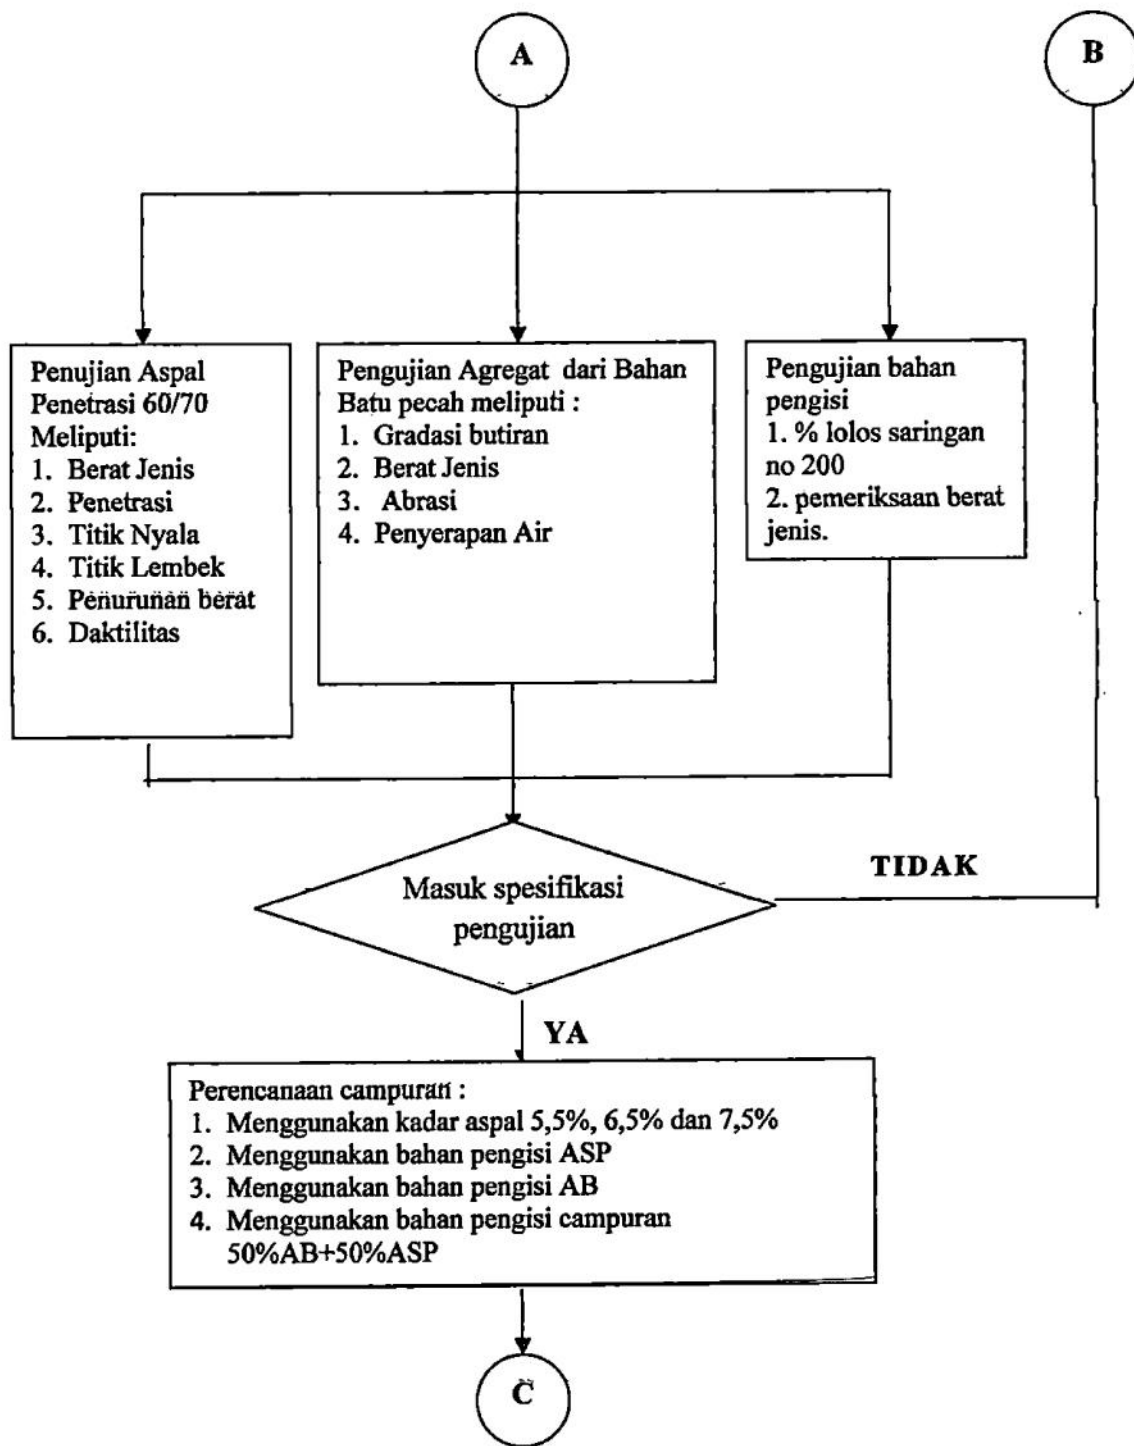 A
B
Penujian Aspal
Penetrasi 60/70
Meliputi:
1. Berat Jenis
2. Penetrasi
3. Titik Nyala
4. Titik Lembek
5. Penurunan berat
6. Daktilitas
Pengujian Agregat dari Bahan
Batu pecah meliputi :
1. Gradasi butiran
2. Berat Jenis
3. Abrasi
4. Penyerapan Air
Pengujian bahan
pengisi
1. % lolos saringan
no 200
2. pemeriksaan berat
jenis.
Masuk spesifikasi
pengujian
TIDAK
YA
Perencanaan campuran :
1. Menggunakan kadar aspal 5,5%, 6,5% dan 7,5%
2. Menggunakan bahan pengisi ASP
3. Menggunakan bahan pengisi AB
4. Menggunakan bahan pengisi campuran
50%AB+50%ASP
C